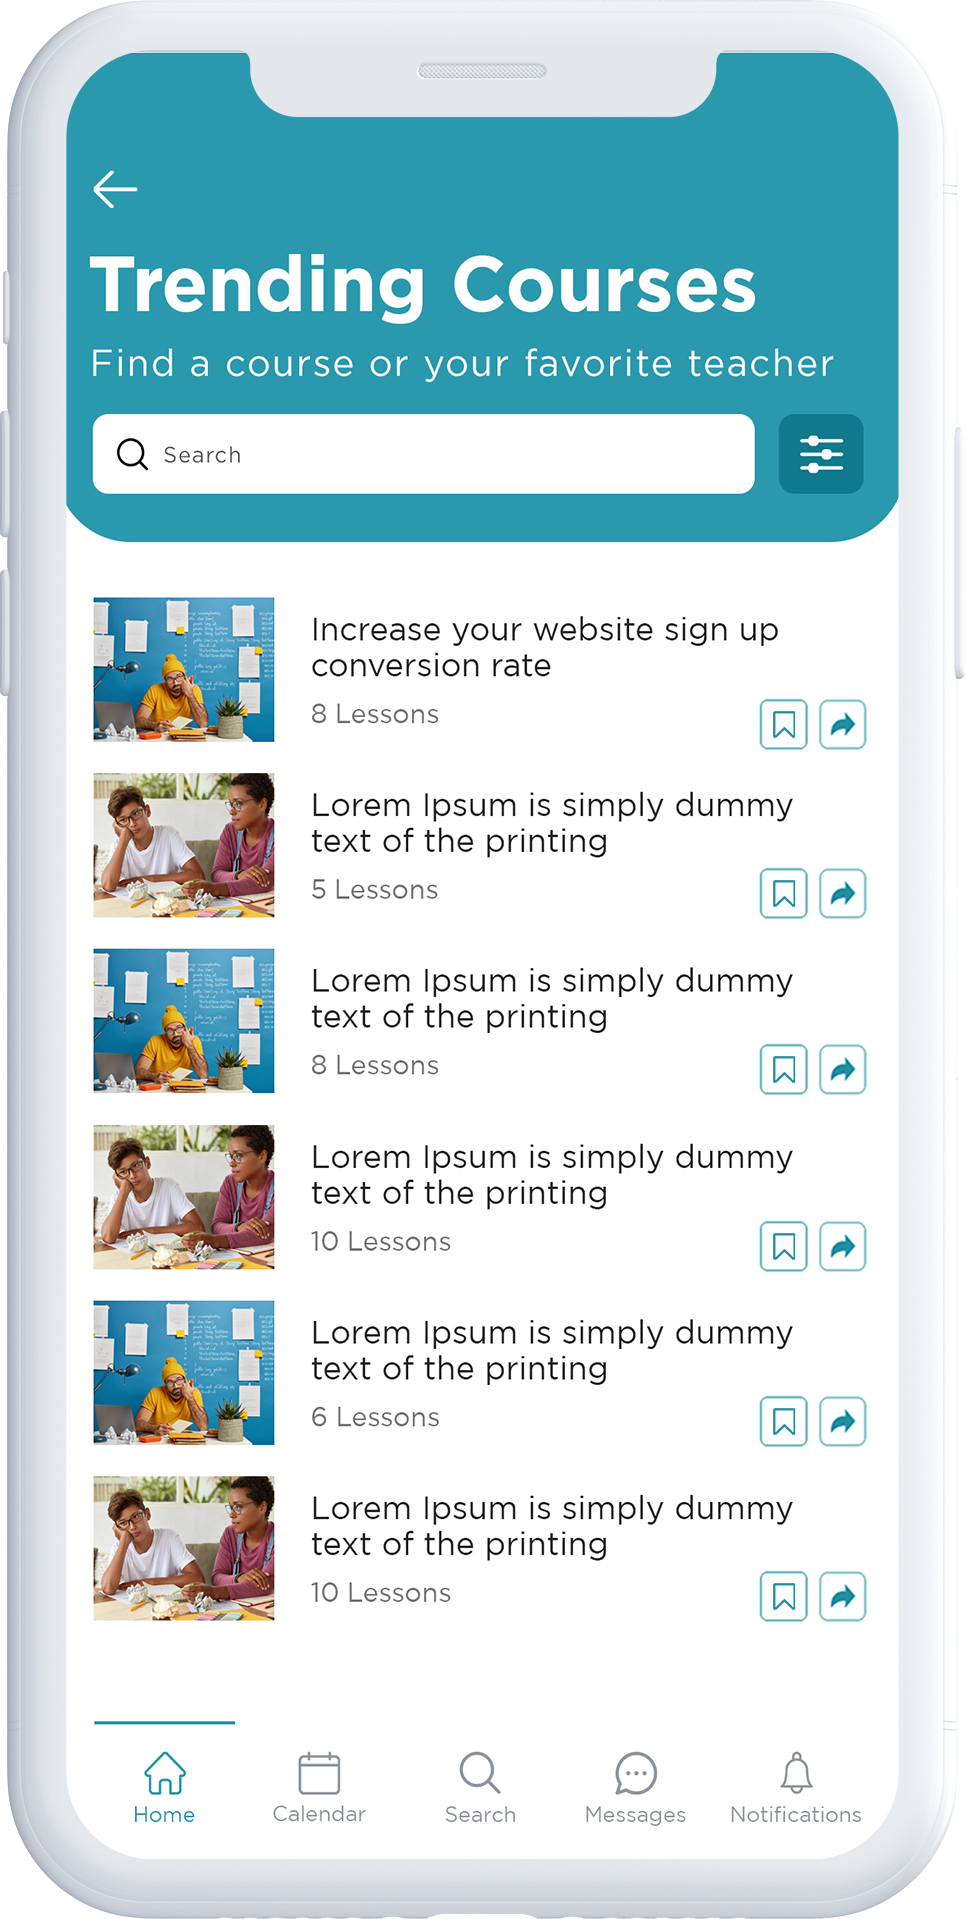 Trending Courses
Find a course or your favorite teacher
Search
Increase your website sign up
conversion rate
8 Lessons
Lorem Ipsum is simply dummy
text of the printing
5 Lessons
Lorem Ipsum is simply dummy
text of the printing
8 Lessons
Lorem Ipsum is simply dummy
text of the printing
10 Lessons
Lorem Ipsum is simply dummy
text of the printing
6 Lessons
Lorem Ipsum is simply dummy
text of the printing
10 Lessons
Home
Calendar
Search
Messages
Notifications